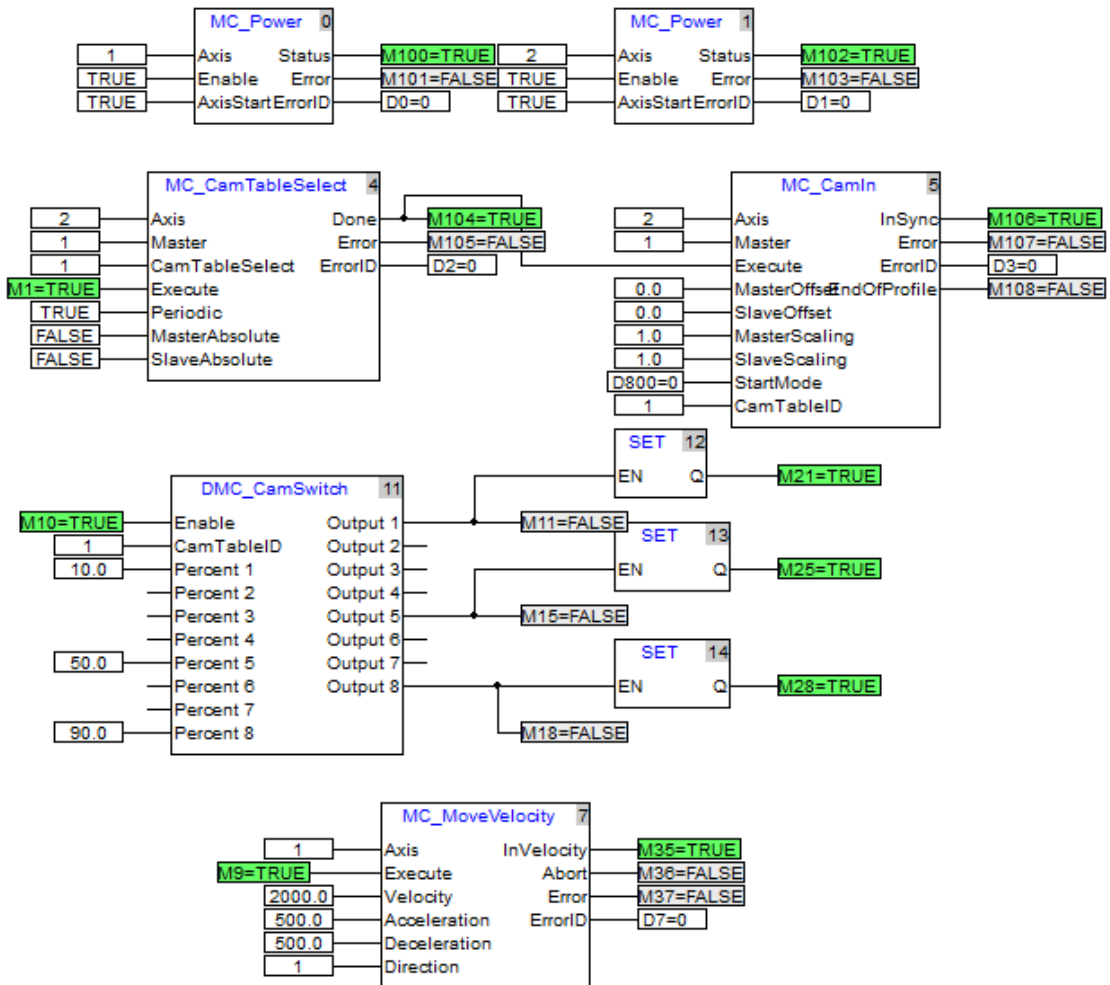 MC_Power 0
1 Axis Status M100=TRUE
TRUE Enable Error M101=FALSE
TRUE AxisStart ErrorID D0=0
MC_Power 1
2 Axis Status M102=TRUE
TRUE Enable Error M103=FALSE
TRUE AxisStart ErrorID D1=0
MC_CamTableSelect 4
2 Axis Done M104=TRUE
1 Master Error M105=FALSE
1 CamTableSelect ErrorID D2=0
M1=TRUE Execute
TRUE Periodic
FALSE MasterAbsolute
FALSE SlaveAbsolute
MC_CamIn 5
2 Axis InSync M106=TRUE
1 Master Error M107=FALSE
Execute ErrorID D3=0
0.0 MasterOffset EndOfProfile M108=FALSE
0.0 SlaveOffset
1.0 MasterScaling
1.0 SlaveScaling
D800=0 StartMode
1 CamTableID
DMC_CamSwitch 11
M10=TRUE Enable Output 1 M11=FALSE
1 CamTableID Output 2
10.0 Percent 1 Output 3
Percent 2 Output 4
Percent 3 Output 5 M15=FALSE
Percent 4 Output 6
50.0 Percent 5 Output 7
Percent 6 Output 8
Percent 7
90.0 Percent 8 M18=FALSE
SET 12
EN Q M21=TRUE
SET 13
EN Q M25=TRUE
SET 14
EN Q M28=TRUE
MC_MoveVelocity 7
1 Axis InVelocity M35=TRUE
M9=TRUE Execute Abort M36=FALSE
2000.0 Velocity Error M37=FALSE
500.0 Acceleration ErrorID D7=0
500.0 Deceleration
1 Direction